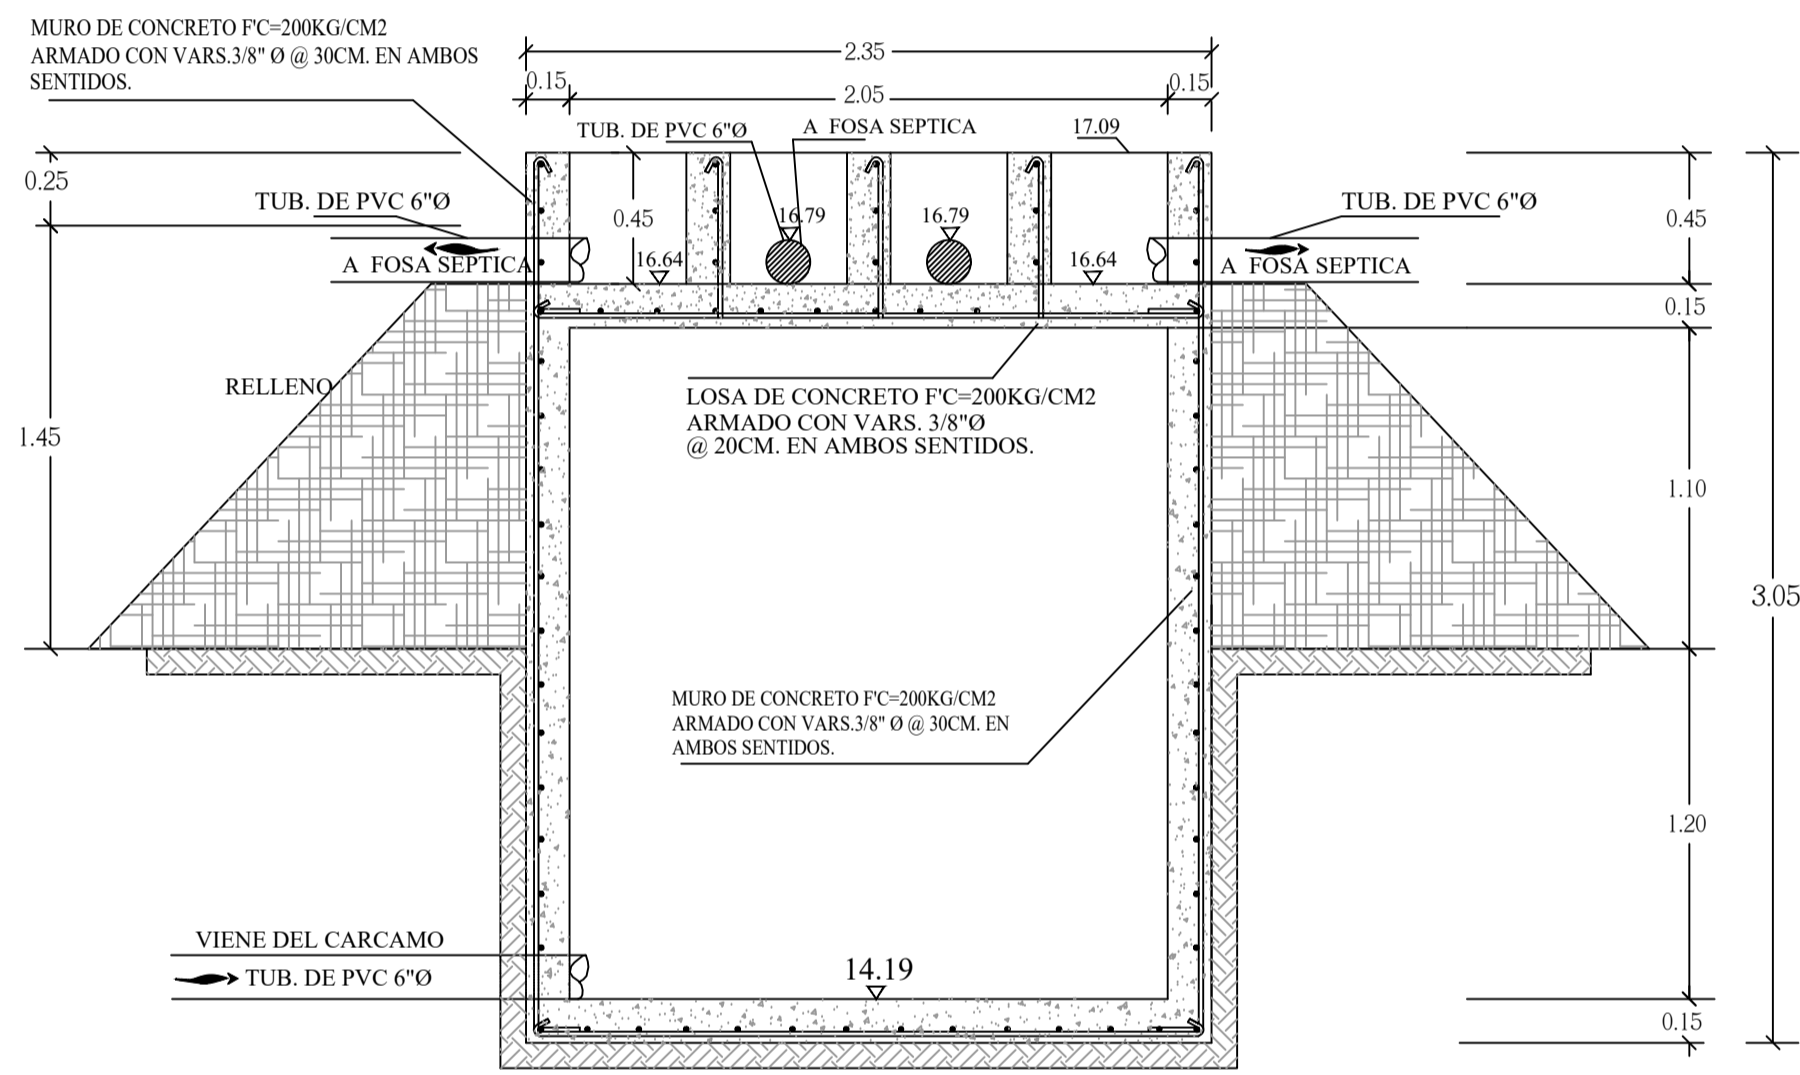 MURO DE CONCRETO F'C=200KG/CM2
ARMADO CON VARS.3/8" Ø @ 30CM. EN AMBOS
SENTIDOS.
2.35
0.15
2.05
0.15
TUB. DE PVC 6"Ø
A FOSA SEPTICA
17.09
0.25
TUB. DE PVC 6"Ø
0.45
16.79
16.79
TUB. DE PVC 6"Ø
0.45
A FOSA SEPTICA
16.64
16.64
A FOSA SEPTICA
0.15
RELLENO
LOSA DE CONCRETO F'C=200KG/CM2
ARMADO CON VARS. 3/8"Ø
@ 20CM. EN AMBOS SENTIDOS.
1.45
1.10
3.05
MURO DE CONCRETO F'C=200KG/CM2
ARMADO CON VARS.3/8" Ø @ 30CM. EN
AMBOS SENTIDOS.
1.20
VIENE DEL CARCAMO
TUB. DE PVC 6"Ø
14.19
0.15